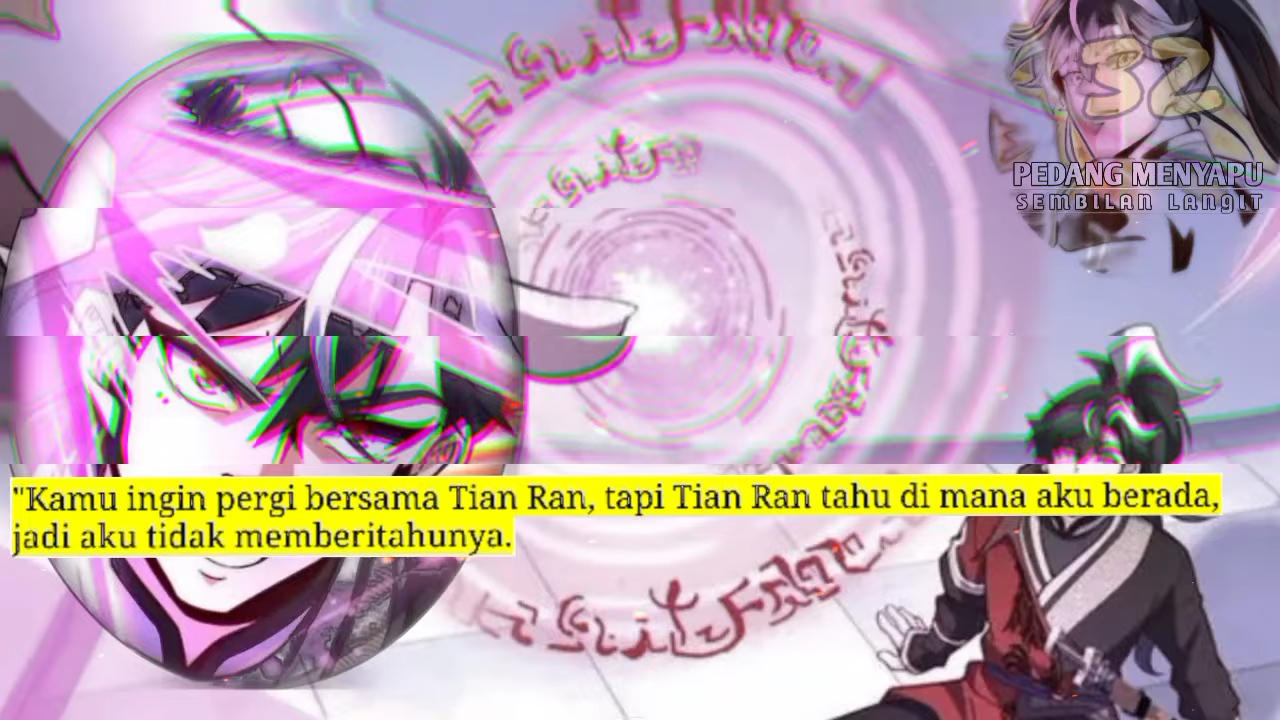 32
PEDANG MENYAPU
SEMBILAN LANGIT
"Kamu ingin pergi bersama Tian Ran, tapi Tian Ran tahu di mana aku berada,
jadi aku tidak memberitahunya.